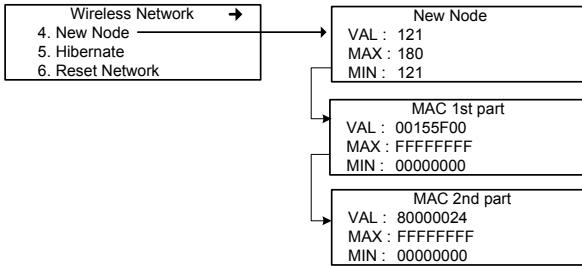 Wireless Network →
4. New Node
5. Hibernate
6. Reset Network
New Node
VAL : 121
MAX : 180
MIN : 121
MAC 1st part
VAL : 00155F00
MAX : FFFFFFFF
MIN : 00000000
MAC 2nd part
VAL : 80000024
MAX : FFFFFFFF
MIN : 00000000